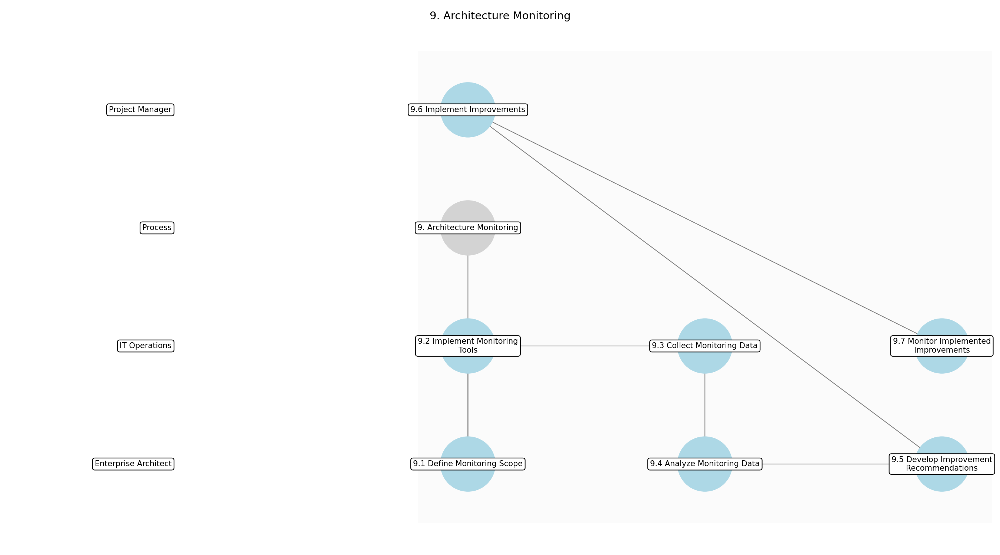 9. Architecture Monitoring
Project Manager
9.6 Implement Improvements
Process
9. Architecture Monitoring
IT Operations
9.2 Implement Monitoring
Tools
9.3 Collect Monitoring Data
9.7 Monitor Implemented
Improvements
Enterprise Architect
9.1 Define Monitoring Scope
9.4 Analyze Monitoring Data
9.5 Develop Improvement
Recommendations